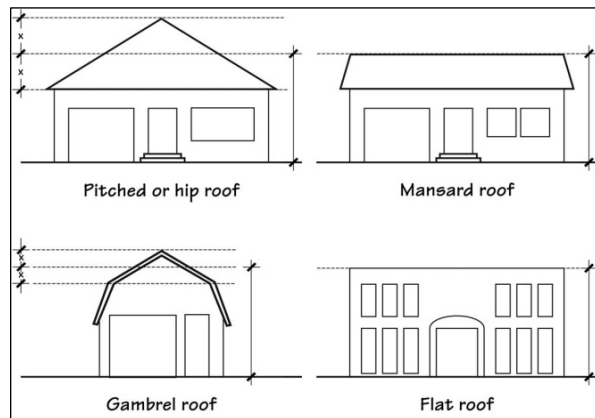 x
x
Pitched or hip roof
Mansard roof
x
x
Gambrel roof
Flat roof